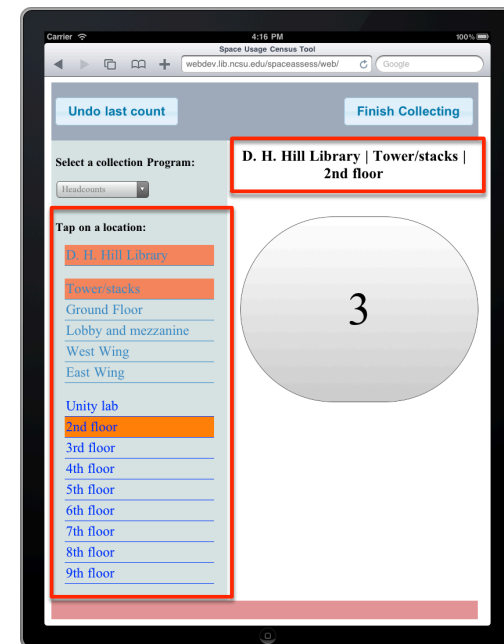 Carrier 4:16 PM 100%
Space Usage Census Tool
webdev.lib.ncsu.edu/spaceassess/web/ Google
Undo last count Finish Collecting
Select a collection Program:
Headcounts
D. H. Hill Library | Tower/stacks |
2nd floor
Tap on a location:
D. H. Hill Library
Tower/stacks
Ground Floor
Lobby and mezzanine
West Wing
East Wing
Unity lab
2nd floor
3rd floor
4th floor
5th floor
6th floor
7th floor
8th floor
9th floor
3